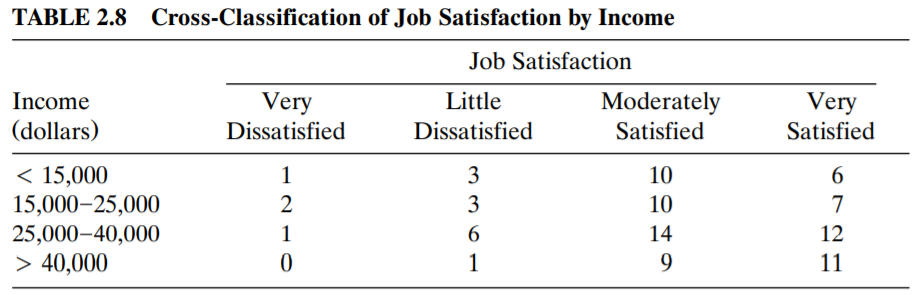 TABLE 2.8 Cross-Classification of Job Satisfaction by Income
Job Satisfaction
Income (dollars) Very Dissatisfied Little Dissatisfied Moderately Satisfied Very Satisfied
< 15,000 1 3 10 6
15,000–25,000 2 3 10 7
25,000–40,000 1 6 14 12
> 40,000 0 1 9 11